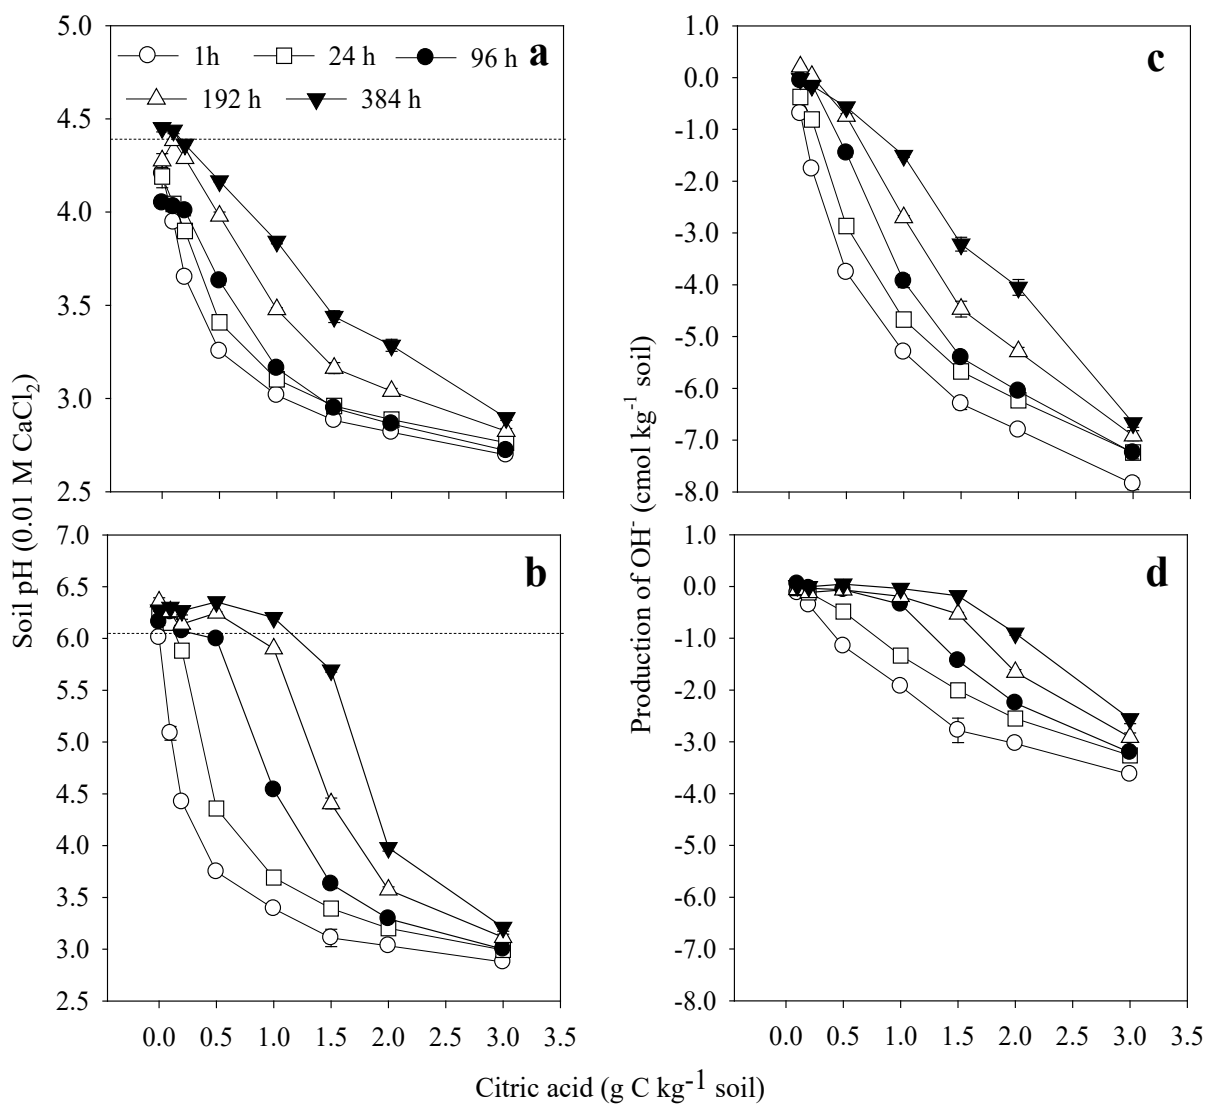 5.0
4.5
4.0
3.5
3.0
2.5
1h
24 h
96 h
192 h
384 h
a
1.0
0.0
-1.0
-2.0
-3.0
-4.0
-5.0
-6.0
-7.0
-8.0
c
Soil pH (0.01 M CaCl2)
Production of OH- (cmol kg-1 soil)
7.0
6.5
6.0
5.5
5.0
4.5
4.0
3.5
3.0
2.5
b
0.0 0.5 1.0 1.5 2.0 2.5 3.0 3.5
1.0
0.0
-1.0
-2.0
-3.0
-4.0
-5.0
-6.0
-7.0
-8.0
d
0.0 0.5 1.0 1.5 2.0 2.5 3.0 3.5
Citric acid (g C kg-1 soil)